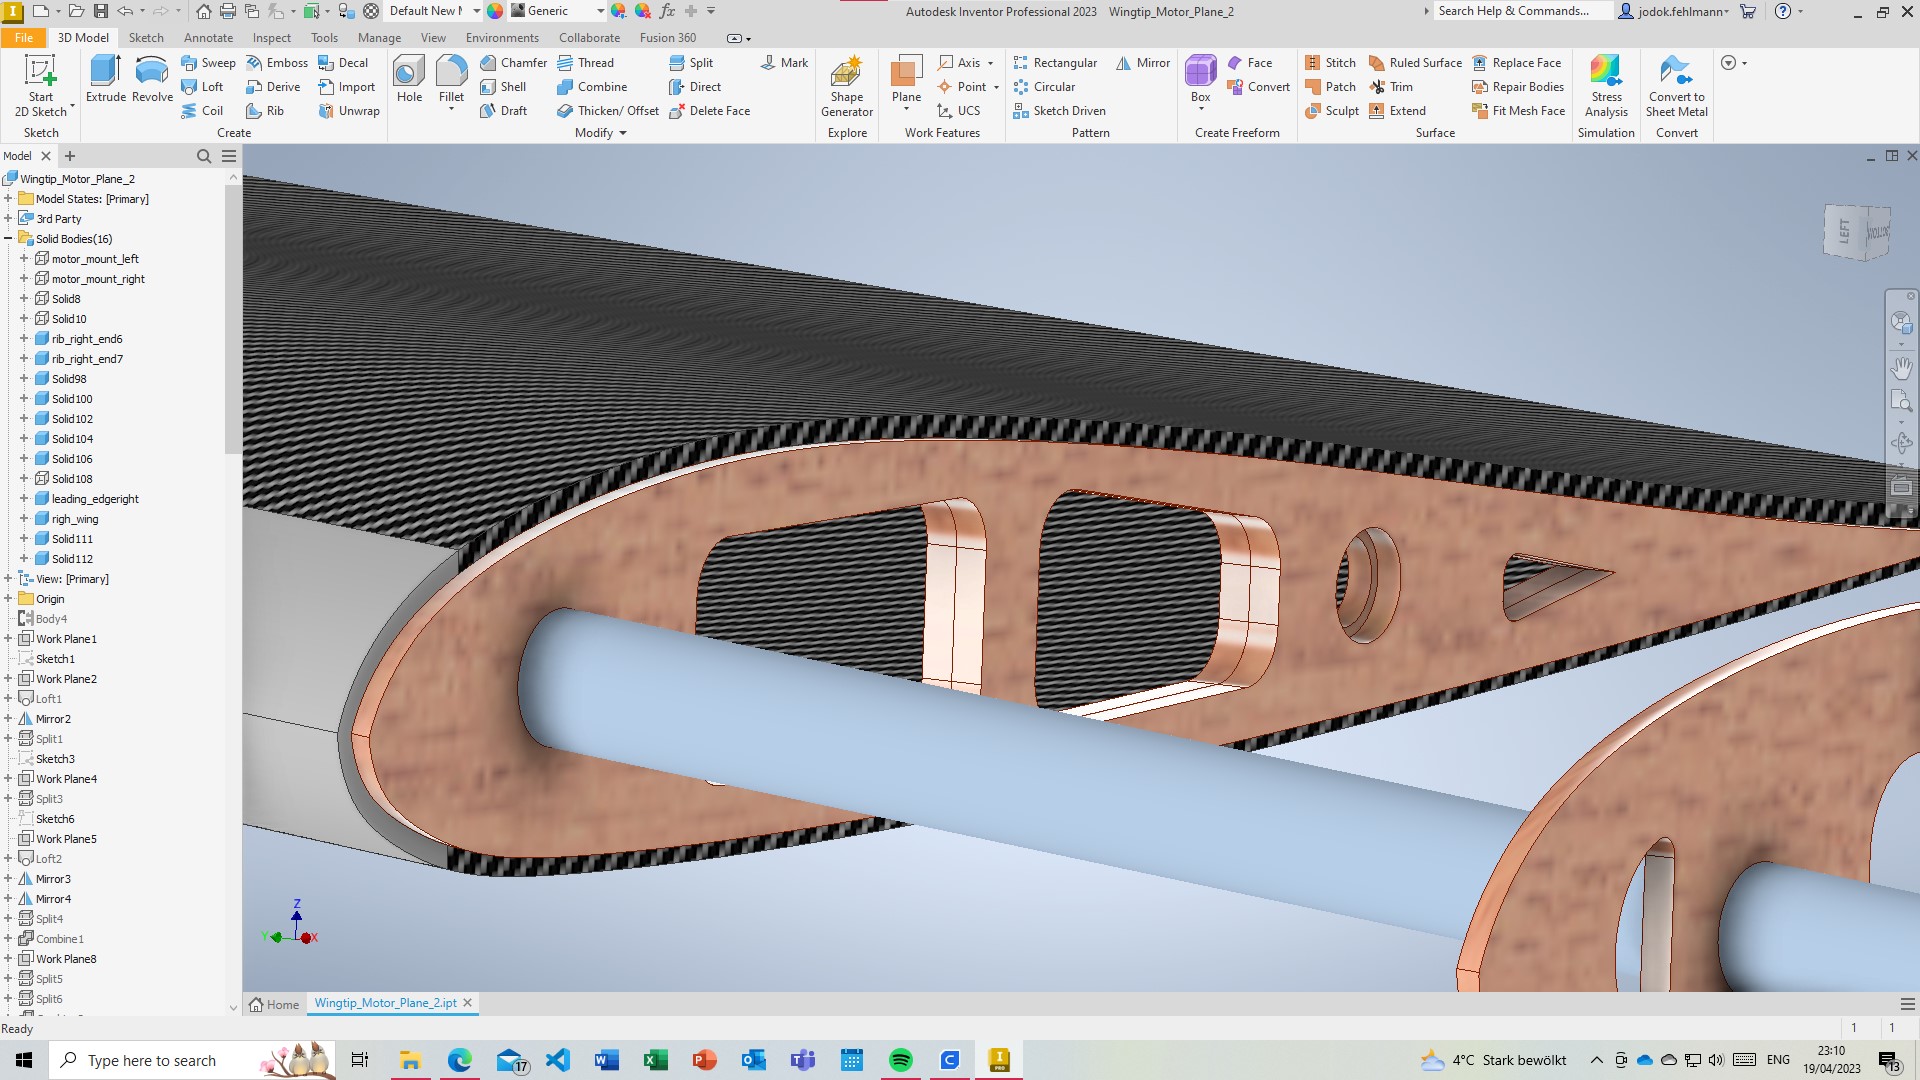 Default New M
Generic
fx
Autodesk Inventor Professional 2023 Wingtip_Motor_Plane_2
Search Help & Commands...
jodok.fehlmann
File 3D Model Sketch Annotate Inspect Tools Manage View Environments Collaborate Fusion 360
Start 2D Sketch
Extrude
Revolve
Sweep
Loft
Coil
Emboss
Derive
Rib
Decal
Import
Unwrap
Hole
Fillet
Chamfer
Shell
Draft
Thread
Combine
Thicken/ Offset
Split
Direct
Delete Face
Mark
Shape Generator
Plane
Axis
Point
UCS
Rectangular
Circular
Sketch Driven
Mirror
Box
Face
Convert
Stitch
Patch
Sculpt
Ruled Surface
Trim
Extend
Replace Face
Repair Bodies
Fit Mesh Face
Stress Analysis
Convert to Sheet Metal
Sketch Create Modify Explore Work Features Pattern Create Freeform Surface Simulation Convert
Model
Wingtip_Motor_Plane_2
Model States: [Primary]
3rd Party
Solid Bodies(16)
motor_mount_left
motor_mount_right
Solid8
Solid10
rib_right_end6
rib_right_end7
Solid98
Solid100
Solid102
Solid104
Solid106
Solid108
leading_edgeright
righ_wing
Solid111
Solid112
View: [Primary]
Origin
Body4
Work Plane1
Sketch1
Work Plane2
Loft1
Mirror2
Split1
Sketch3
Work Plane4
Split3
Sketch6
Work Plane5
Loft2
Mirror3
Mirror4
Split4
Combine1
Work Plane8
Split5
Split6
LEFT
BOTTOM
Z
Y
X
Home
Wingtip_Motor_Plane_2.ipt
Ready
1 1
Type here to search
17
4°C Stark bewölkt
ENG
23:10
19/04/2023
13